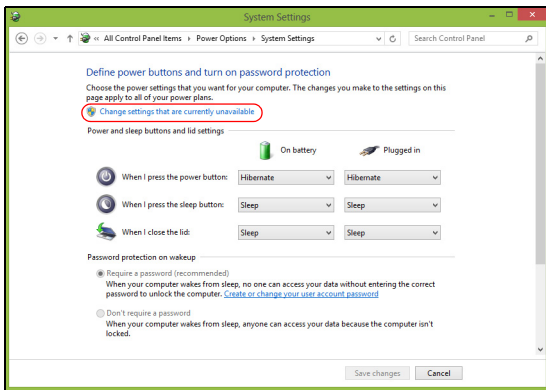 System Settings
« All Control Panel Items Power Options System Settings
Search Control Panel
Define power buttons and turn on password protection
Choose the power settings that you want for your computer. The changes you make to the settings on this
page apply to all of your power plans.
Change settings that are currently unavailable
Power and sleep buttons and lid settings
On battery Plugged in
When I press the power button: Hibernate Hibernate
When I press the sleep button: Sleep Sleep
When I close the lid: Sleep Sleep
Password protection on wakeup
Require a password (recommended)
When your computer wakes from sleep, no one can access your data without entering the correct
password to unlock the computer. Create or change your user account password
Don't require a password
When your computer wakes from sleep, anyone can access your data because the computer isn't
locked.
Save changes Cancel